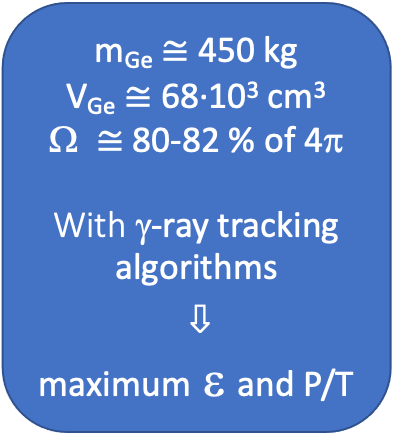 m_Ge ≅ 450 kg
V_Ge ≅ 68·10³ cm³
Ω ≅ 80-82 % of 4π
With γ-ray tracking
algorithms
⇩
maximum ε and P/T